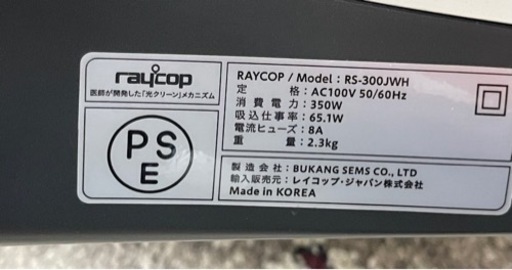 raycop
医師が開発した「光クリーン」メカニズム
PS
E
RAYCOP / Model : RS-300JWH
定　　　格 : AC100V 50/60Hz
消 費 電 力 : 350W
吸込仕事率 : 65.1W
電流ヒューズ : 8A
重　　　量 : 2.3kg
製 造 会 社 : BUKANG SEMS CO., LTD
輸入販売元 : レイコップ・ジャパン株式会社
Made in KOREA